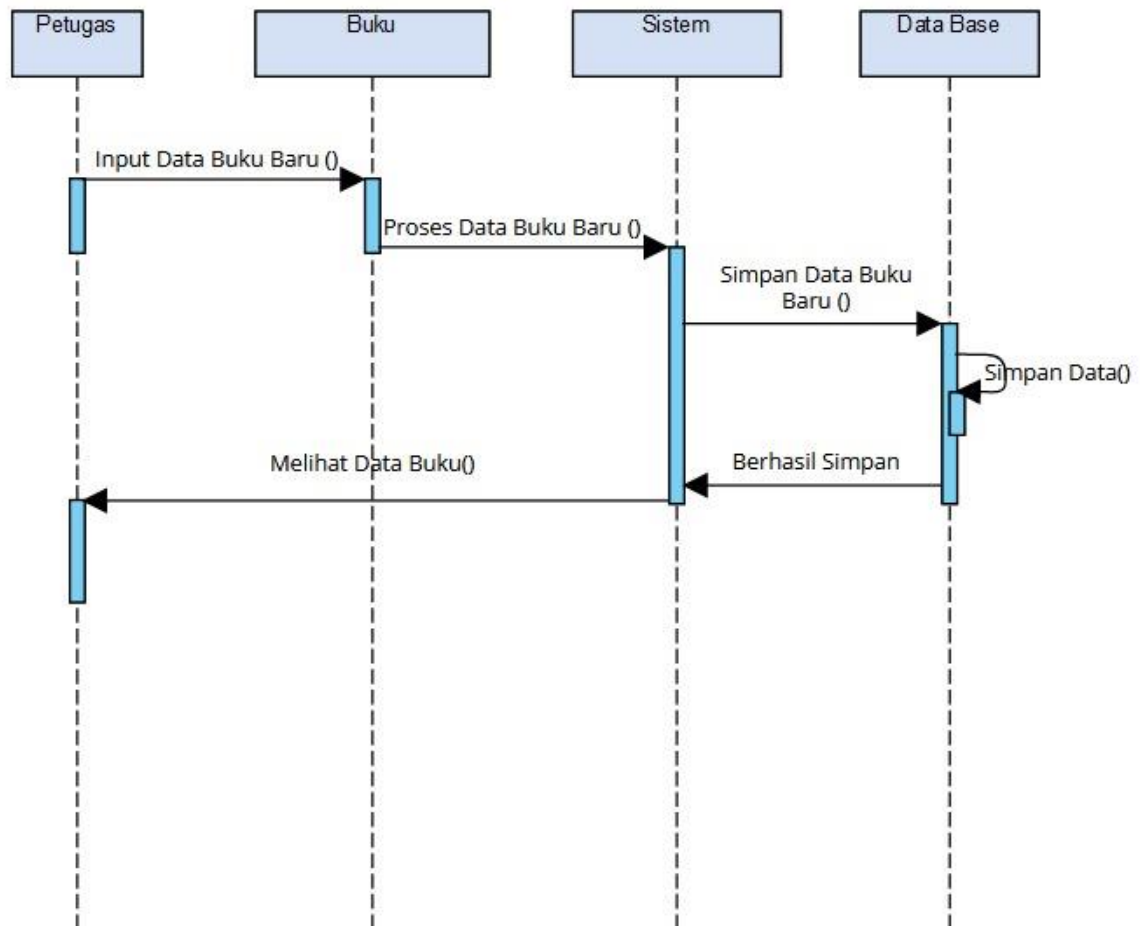 Petugas
Buku
Sistem
Data Base
Input Data Buku Baru ()
Proses Data Buku Baru ()
Simpan Data Buku
Baru ()
Simpan Data()
Berhasil Simpan
Melihat Data Buku()